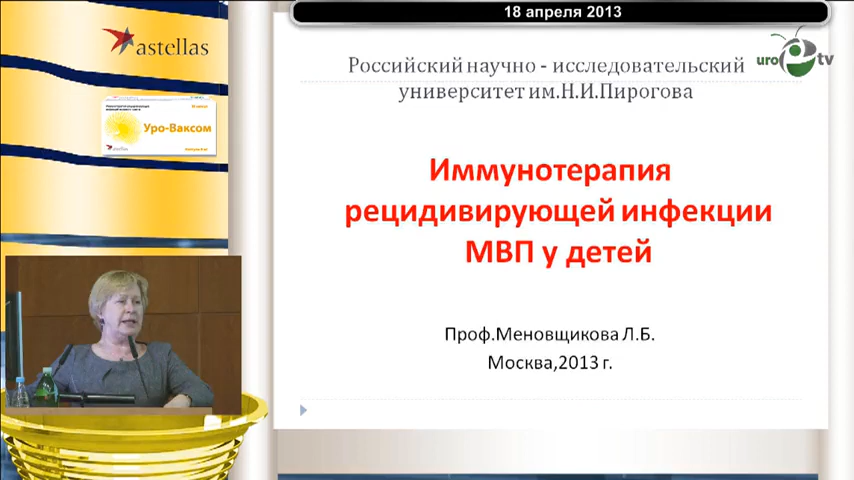 18 апреля 2013
astellas
uro tv
Уро-Ваксом
astellas
Российский научно - исследовательский
университет им.Н.И.Пирогова
Иммунотерапия
рецидивирующей инфекции
МВП у детей
Проф.Меновщикова Л.Б.
Москва,2013 г.